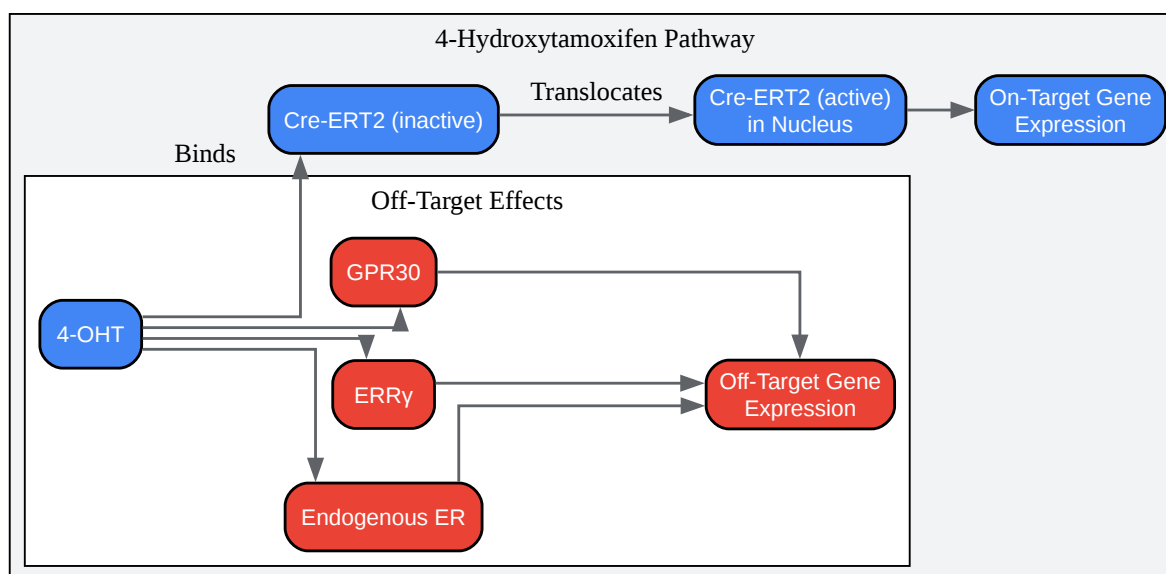 4-Hydroxytamoxifen Pathway
Translocates
Cre-ERT2 (inactive)
Cre-ERT2 (active)
in Nucleus
On-Target Gene
Expression
Binds
Off-Target Effects
GPR30
4-OHT
ERRγ
Off-Target Gene
Expression
Endogenous ER